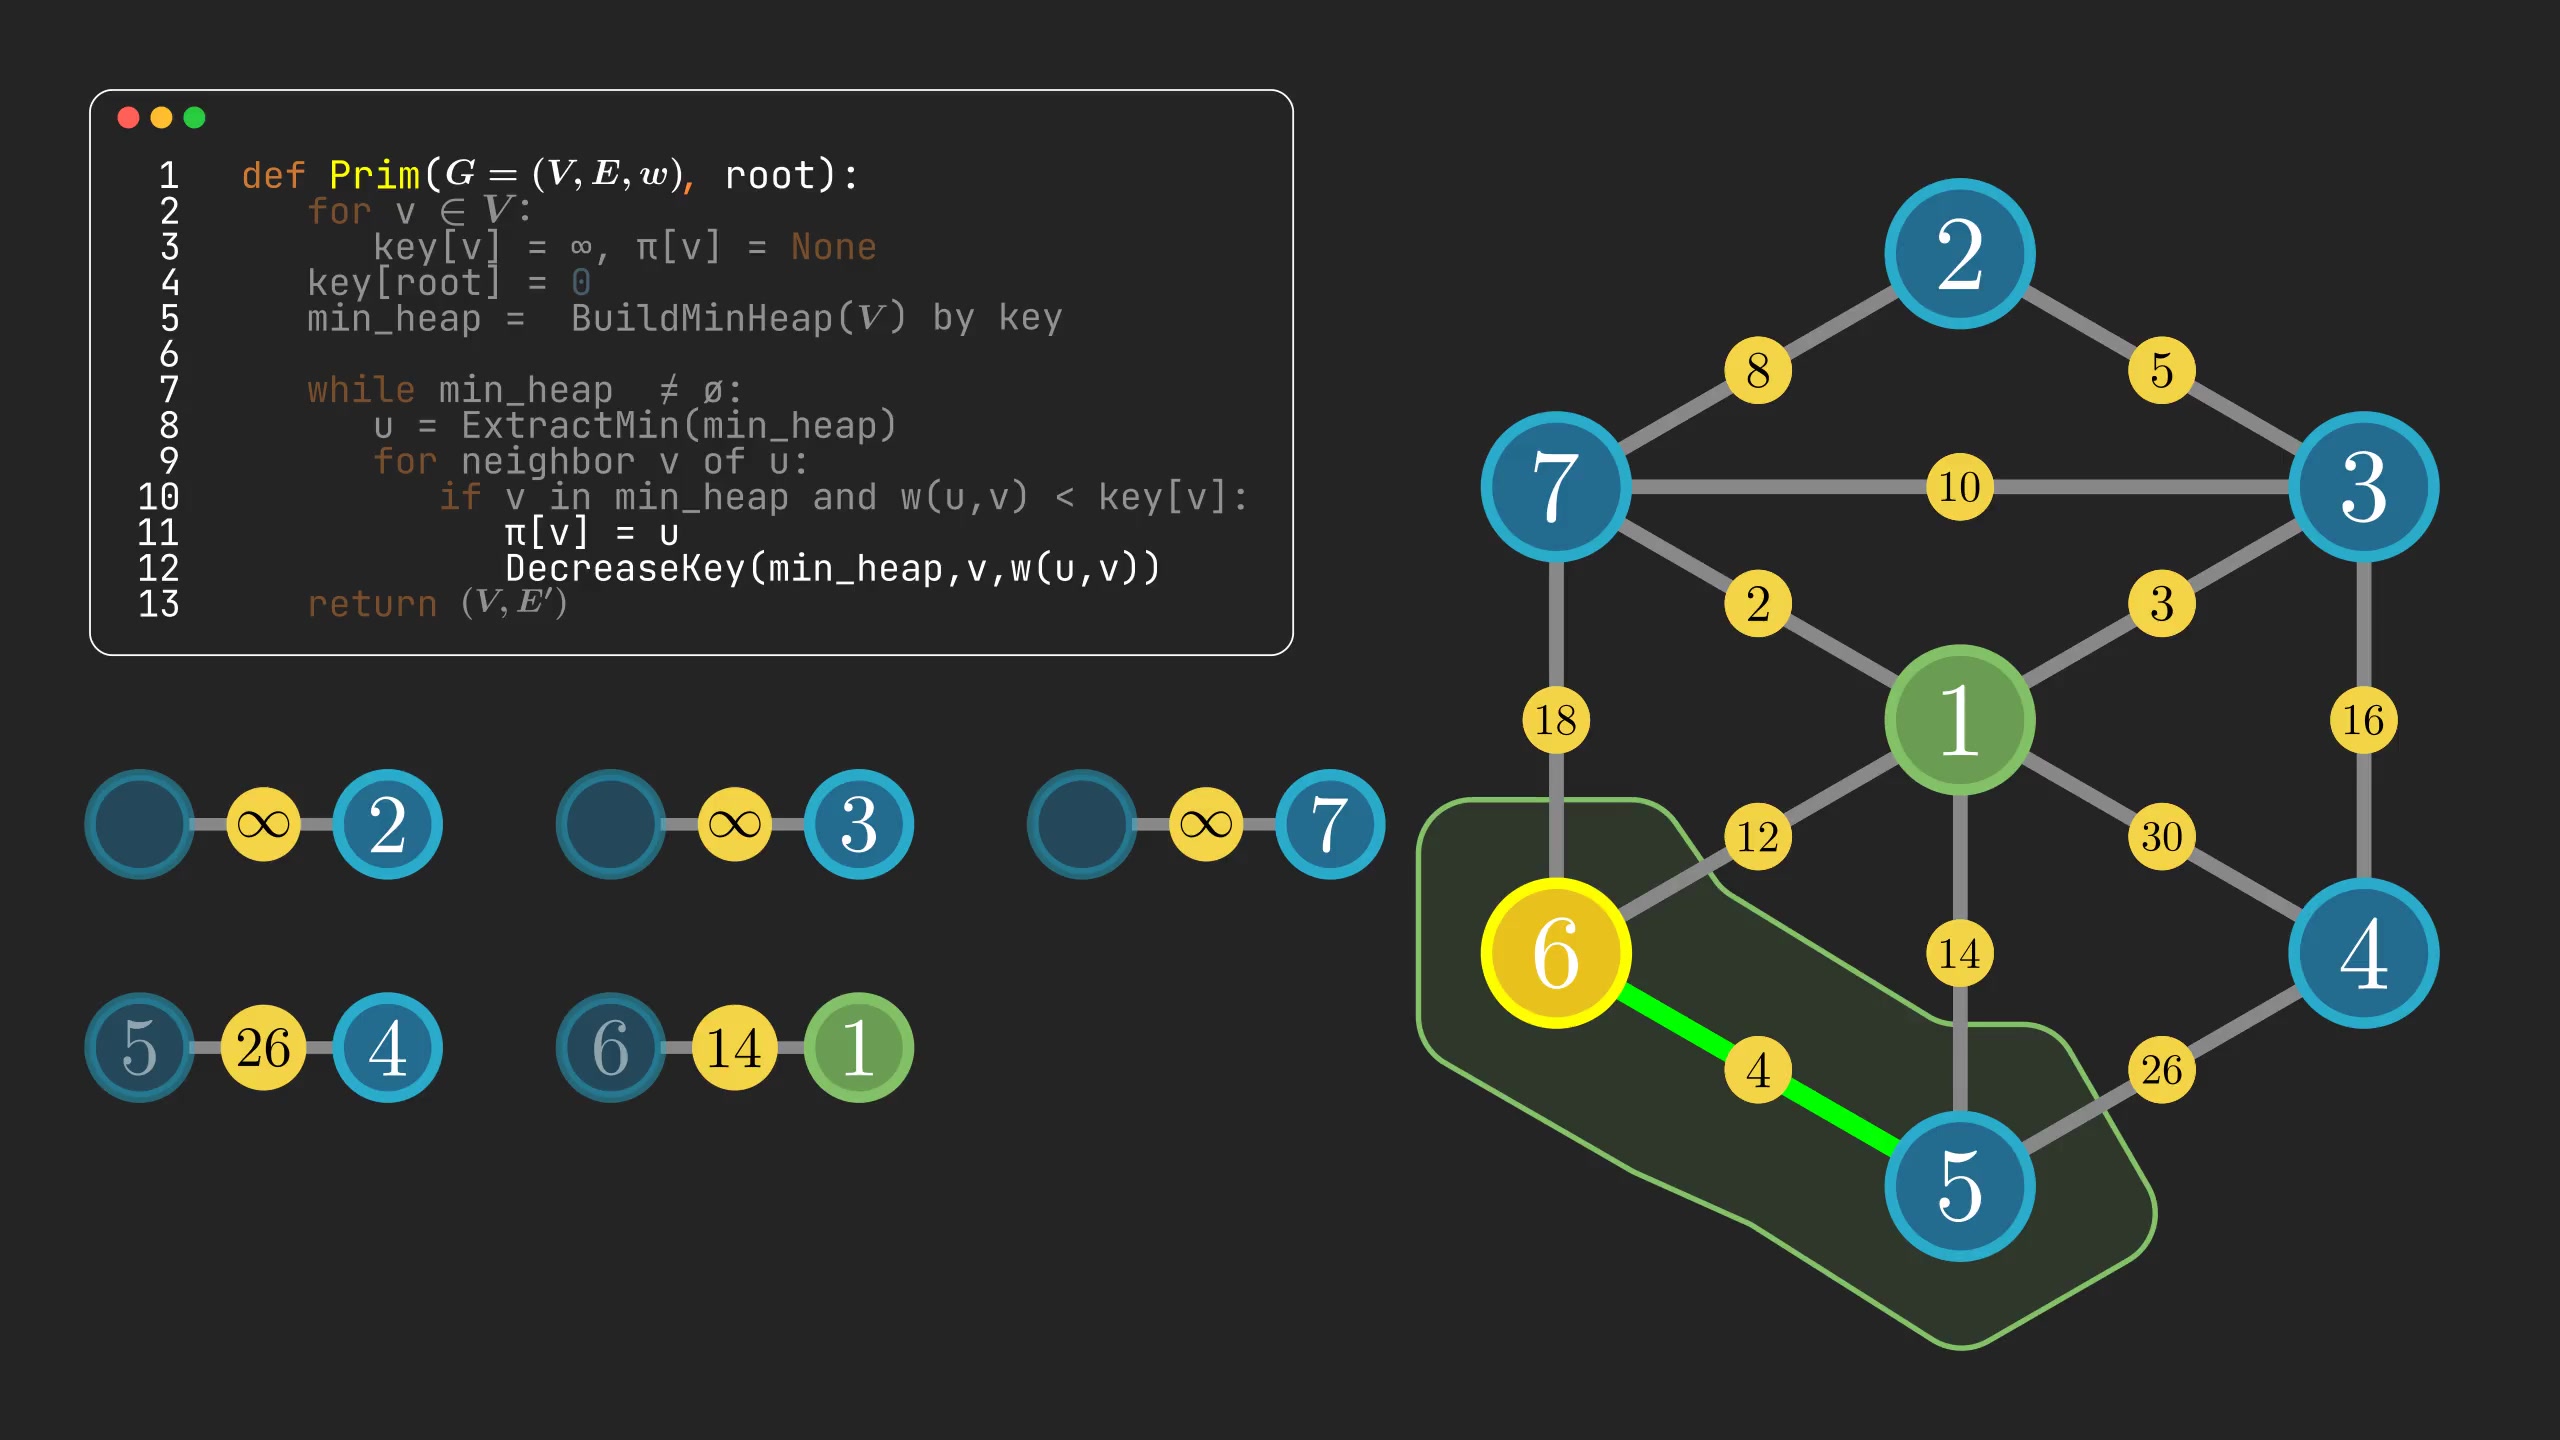 1 def Prim(G = (V, E, w), root):
2 for v ∈ V:
3 key[v] = ∞, π[v] = None
4 key[root] = 0
5 min_heap = BuildMinHeap(V) by key
6
7 while min_heap ≠ ø:
8 u = ExtractMin(min_heap)
9 for neighbor v of u:
10 if v in min_heap and w(u,v) < key[v]:
11 π[v] = u
12 DecreaseKey(min_heap,v,w(u,v))
13 return (V, E′)
∞ 2
∞ 3
∞ 7
5 26 4
6 14 1
2
8 5
7 10 3
2 3
18 1 16
12 30
6 14 4
4 26
5